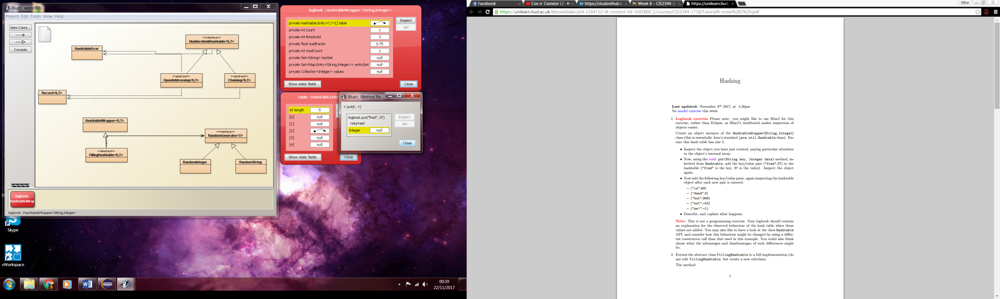 BlueJ: week08BJ
Project Edit Tools View Help
New Class...
Compile
<<interface>>
HuddersfieldHashtable<S,T>
HashtableError
<<abstract>>
OpenAddressing<S,T>
<<abstract>>
Chaining<S,T>
Record<S,T>
HashtableWrapper<S,T>
<<interface>>
RandomGenerator<T>
<<abstract>>
FillingHashtable<S,T>
RandomInteger
RandomString
logbook:
HashtableWrap
logbook : HashtableWrapper<String,Integer>
Skype
vWorkspace
00:39
22/11/2017
logbook : HashtableWrapper<String,Integer>
private Hashtable.Entry<?,?>[] table
private int count 1
private int threshold 3
private float loadFactor 0.75
private int modCount 1
private Set<String> keySet null
private Set<Map.Entry<String,Integer>> entrySet null
private Collection<Integer> values null
Inspect
Get
Show static fields
Close
table : Hashtable.Entr
int length 5
[0] null
[1] null
[2]
[3] null
[4] null
Show static fields
Close
BlueJ: Method Re...
V put(K, V)
logbook.put("fred", 37)
returned:
Integer null
Inspect
Get
Close
Facebook
Cox n' Crendor LIV
https://studenthub.h
Week 8 – CIS2344-17
https://unilearn.hud.
Oliver
https://unilearn.hud.ac.uk/bbcswebdav/pid-2164722-dt-content-rid-3581800_1/courses/CIS2344-1718/Tutorial8-notes%282%29.pdf
Hashing
Last updated: November 3rd 2017, at 4.26pm
No model exercise this week.
1. Logbook exercise Please note: you might like to use BlueJ for this
exercise, rather than Eclipse, as BlueJ's workbench makes inspection of
objects easier.
Create an object instance of the HashtableWrapper⟨String,Integer⟩
class (this is essentially Java's standard java.util.Hashtable class). En-
sure this hash table has size 5.
• Inspect the object you have just created, paying particular attention
to the object's internal array.
• Now, using the void put(String key, Integer data) method, in-
herited from Hashtable, add the key/value pair ("fred",37) to the
hashtable ("fred" is the key, 37 is the value). Inspect the object
again.
• Now add the following key/value pairs, again inspecting the hashtable
object after each new pair is entered:
– ("is",69)
– ("dead",0)
– ("but",999)
– ("not",-42)
– ("me!",-1)
• Describe, and explain what happens.
Note: This is not a programming exercise. Your logbook should contain
an explanation for the observed behaviour of the hash table when these
values are added. You may also like to have a look at the Java Hashtable
API, and consider how this behaviour might be changed by using a differ-
ent constructor call than that used in this example. You could also think
about what the advantages and disadvantages of such differences might
be.
2. Extend the abstract class FillingHashtable to a full implementation (do
not edit FillingHashtable, but create a new subclass).
The method
1